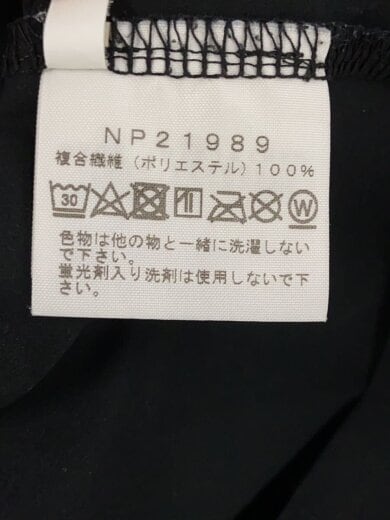 NP21989
複合繊維（ポリエステル）100%
30 W
色物は他の物と一緒に洗濯しない
で下さい。
蛍光剤入り洗剤は使用しないで下
さい。